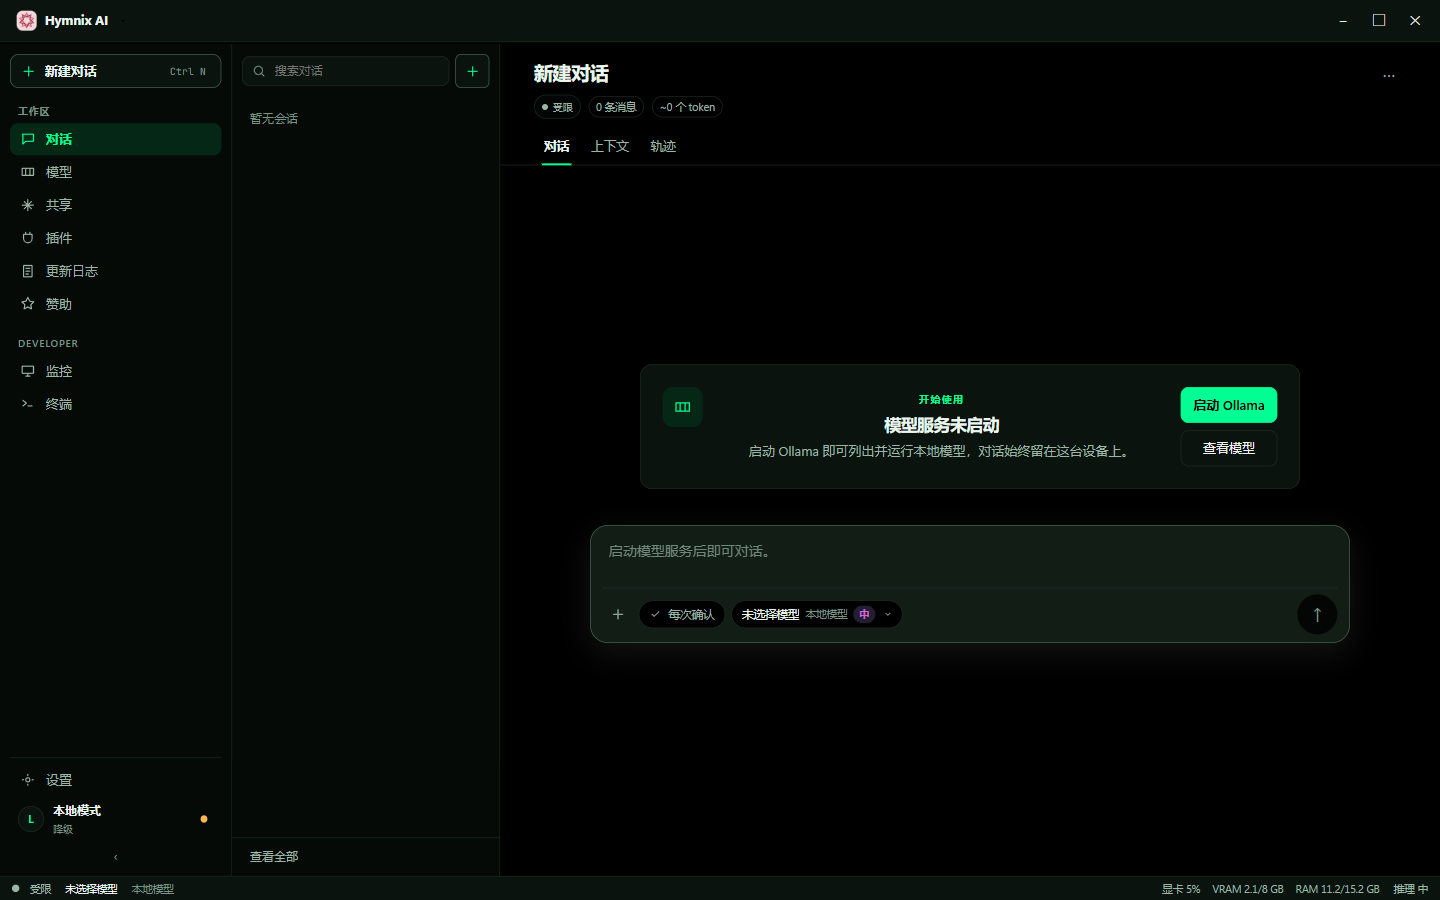 Hymnix AI
新建对话 Ctrl N
工作区
对话
模型
共享
插件
更新日志
赞助
DEVELOPER
监控
终端
设置
L
本地模式
降级
搜索对话
暂无会话
查看全部
新建对话
受限 0 条消息 ~0 个 token
对话 上下文 轨迹
开始使用
模型服务未启动
启动 Ollama 即可列出并运行本地模型，对话始终留在这台设备上。
启动 Ollama
查看模型
启动模型服务后即可对话。
每次确认 未选择模型 本地模型 中
受限 未选择模型 本地模型 显卡 5% VRAM 2.1/8 GB RAM 11.2/15.2 GB 推理 中